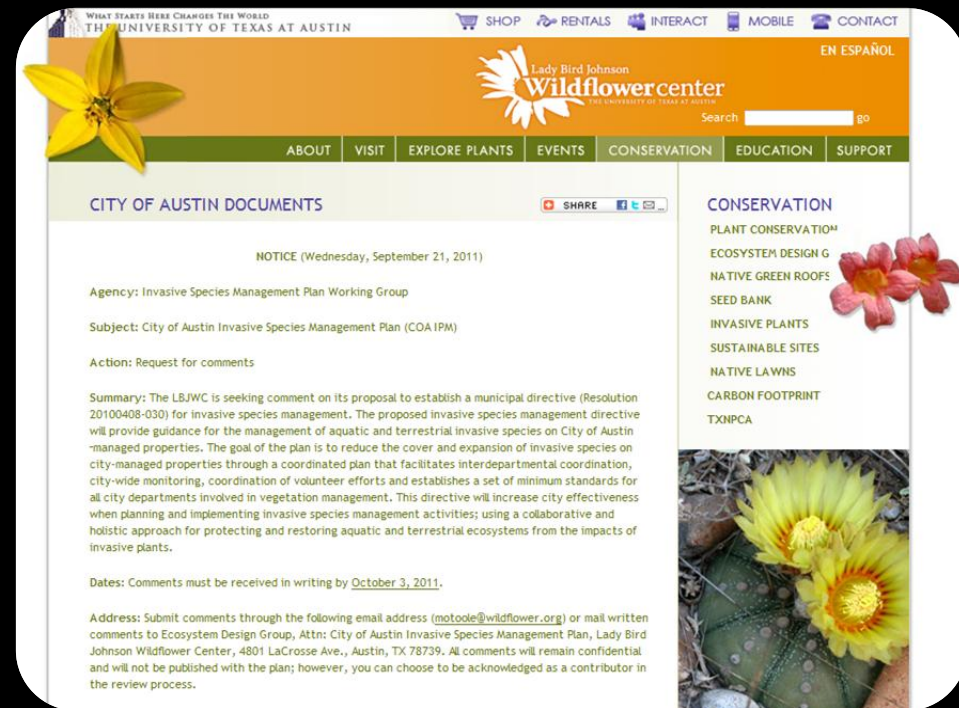 WHAT STARTS HERE CHANGES THE WORLD
THE UNIVERSITY OF TEXAS AT AUSTIN
SHOP RENTALS INTERACT MOBILE CONTACT
EN ESPAÑOL
Lady Bird Johnson
Wildflower center
THE UNIVERSITY OF TEXAS AT AUSTIN
Search go
ABOUT VISIT EXPLORE PLANTS EVENTS CONSERVATION EDUCATION SUPPORT
CITY OF AUSTIN DOCUMENTS
SHARE
NOTICE (Wednesday, September 21, 2011)
Agency: Invasive Species Management Plan Working Group
Subject: City of Austin Invasive Species Management Plan (COA IPM)
Action: Request for comments
Summary: The LBJWC is seeking comment on its proposal to establish a municipal directive (Resolution
20100408-030) for invasive species management. The proposed invasive species management directive
will provide guidance for the management of aquatic and terrestrial invasive species on City of Austin
-managed properties. The goal of the plan is to reduce the cover and expansion of invasive species on
city-managed properties through a coordinated plan that facilitates interdepartmental coordination,
city-wide monitoring, coordination of volunteer efforts and establishes a set of minimum standards for
all city departments involved in vegetation management. This directive will increase city effectiveness
when planning and implementing invasive species management activities; using a collaborative and
holistic approach for protecting and restoring aquatic and terrestrial ecosystems from the impacts of
invasive plants.
Dates: Comments must be received in writing by October 3, 2011.
Address: Submit comments through the following email address (motoole@wildflower.org) or mail written
comments to Ecosystem Design Group, Attn: City of Austin Invasive Species Management Plan, Lady Bird
Johnson Wildflower Center, 4801 LaCrosse Ave., Austin, TX 78739. All comments will remain confidential
and will not be published with the plan; however, you can choose to be acknowledged as a contributor in
the review process.
CONSERVATION
PLANT CONSERVATION
ECOSYSTEM DESIGN G
NATIVE GREEN ROOFS
SEED BANK
INVASIVE PLANTS
SUSTAINABLE SITES
NATIVE LAWNS
CARBON FOOTPRINT
TXNPCA